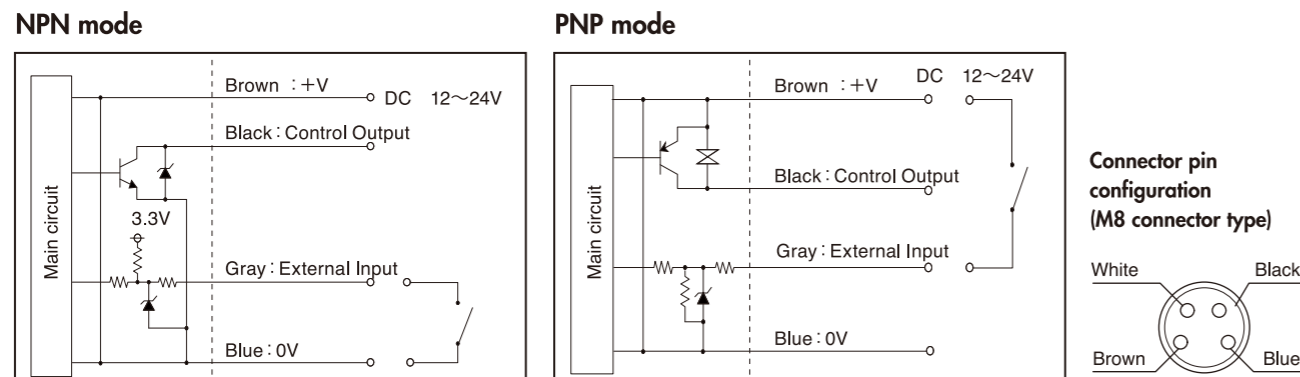 NPN mode
Main circuit
Brown : +V
DC 12～24V
Black : Control Output
3.3V
Gray : External Input
Blue : 0V
PNP mode
Main circuit
Brown : +V
DC 12～24V
Black : Control Output
Gray : External Input
Blue : 0V
Connector pin
configuration
(M8 connector type)
White
Black
Brown
Blue